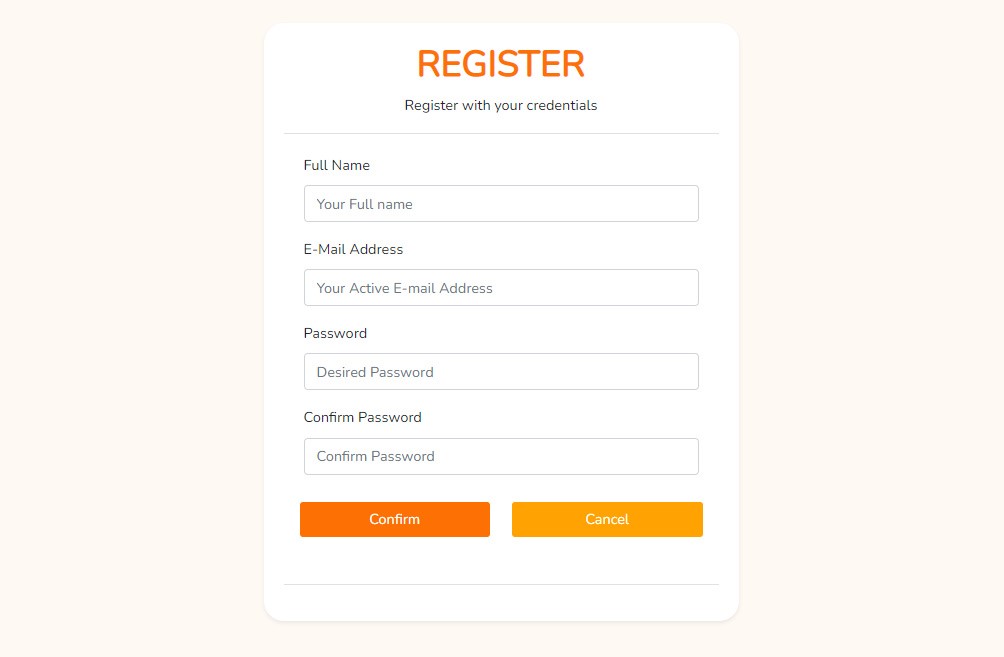 REGISTER
Register with your credentials
Full Name
Your Full name
E-Mail Address
Your Active E-mail Address
Password
Desired Password
Confirm Password
Confirm Password
Confirm Cancel